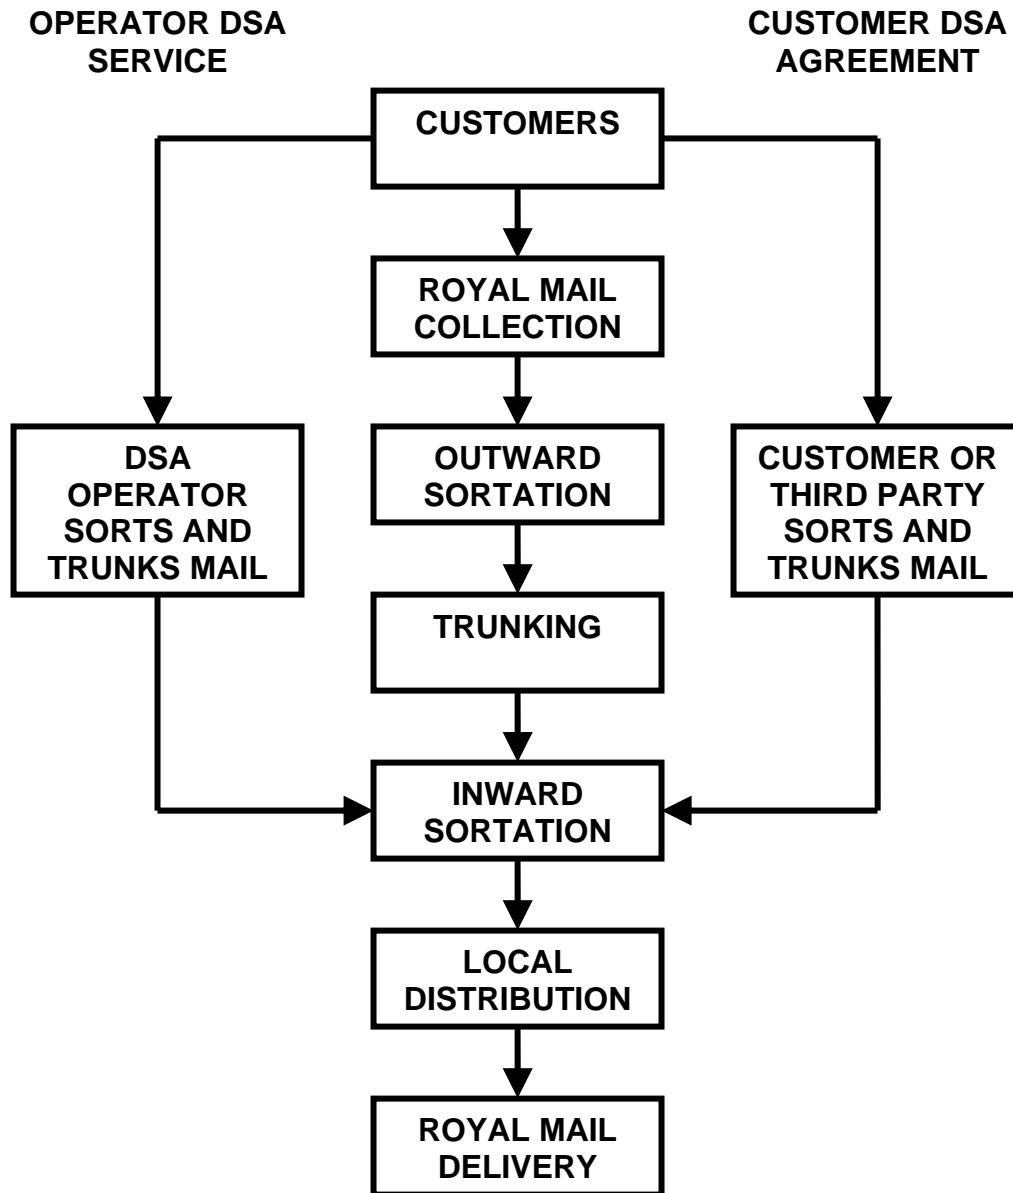 OPERATOR DSA
SERVICE
CUSTOMER DSA
AGREEMENT
CUSTOMERS
ROYAL MAIL
COLLECTION
DSA
OPERATOR
SORTS AND
TRUNKS MAIL
OUTWARD
SORTATION
CUSTOMER OR
THIRD PARTY
SORTS AND
TRUNKS MAIL
TRUNKING
INWARD
SORTATION
LOCAL
DISTRIBUTION
ROYAL MAIL
DELIVERY